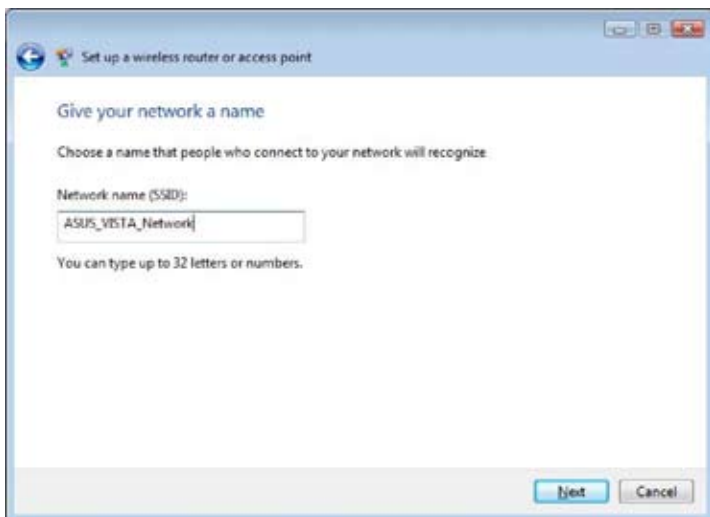 Set up a wireless router or access point
Give your network a name
Choose a name that people who connect to your network will recognize
Network name (SSID):
ASUS_VISTA_Network
You can type up to 32 letters or numbers.
Next Cancel